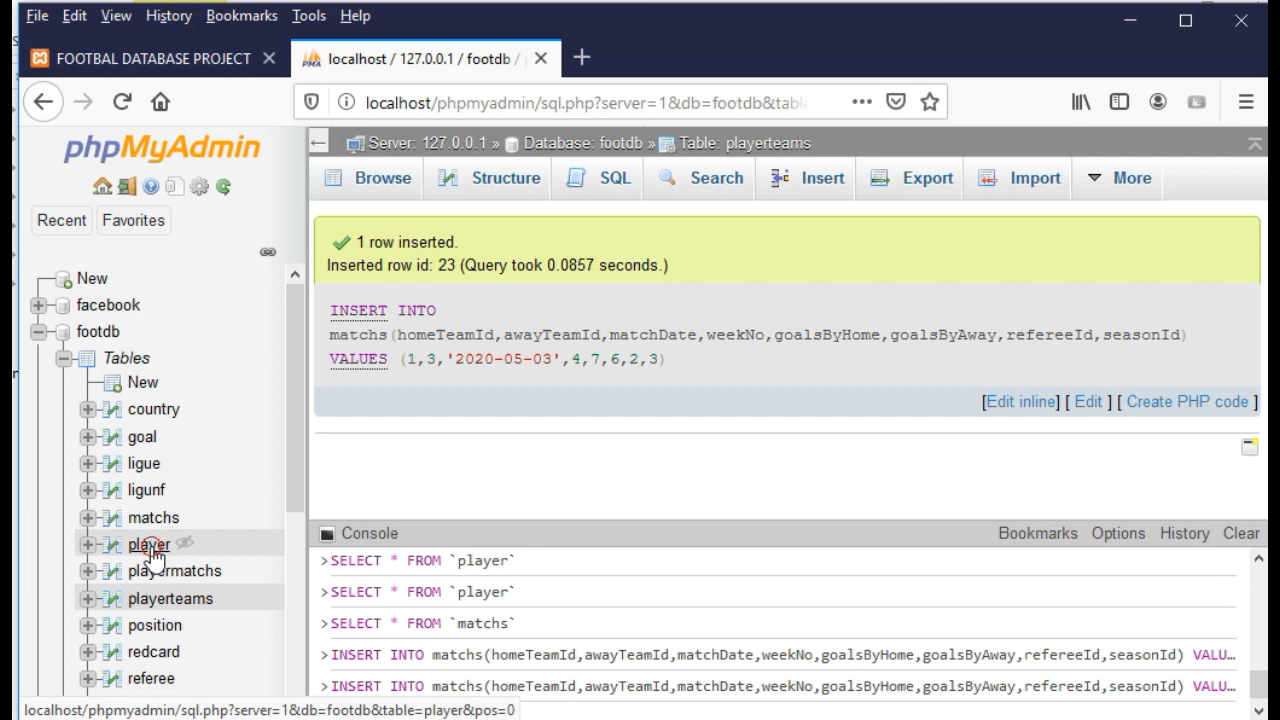 File Edit View History Bookmarks Tools Help
FOOTBAL DATABASE PROJECT
localhost / 127.0.0.1 / footdb /
localhost/phpmyadmin/sql.php?server=1&db=footdb&tabl
phpMyAdmin
Recent Favorites
New
facebook
footdb
Tables
New
country
goal
ligue
ligunf
matchs
player
playermatchs
playerteams
position
redcard
referee
Server: 127.0.0.1 » Database: footdb » Table: playerteams
Browse Structure SQL Search Insert Export Import More
1 row inserted.
Inserted row id: 23 (Query took 0.0857 seconds.)
INSERT INTO
matchs(homeTeamId,awayTeamId,matchDate,weekNo,goalsByHome,goalsByAway,refereeId,seasonId)
VALUES (1,3,'2020-05-03',4,7,6,2,3)
[Edit inline] [ Edit ] [ Create PHP code ]
Console Bookmarks Options History Clear
>SELECT * FROM `player`
>SELECT * FROM `player`
>SELECT * FROM `matchs`
>INSERT INTO matchs(homeTeamId,awayTeamId,matchDate,weekNo,goalsByHome,goalsByAway,refereeId,seasonId) VALU…
>INSERT INTO matchs(homeTeamId,awayTeamId,matchDate,weekNo,goalsByHome,goalsByAway,refereeId,seasonId) VALU…
localhost/phpmyadmin/sql.php?server=1&db=footdb&table=player&pos=0